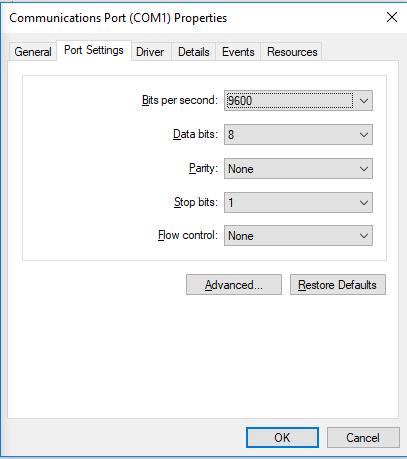 Communications Port (COM1) Properties
General Port Settings Driver Details Events Resources
Bits per second: 9600
Data bits: 8
Parity: None
Stop bits: 1
Flow control: None
Advanced... Restore Defaults
OK Cancel